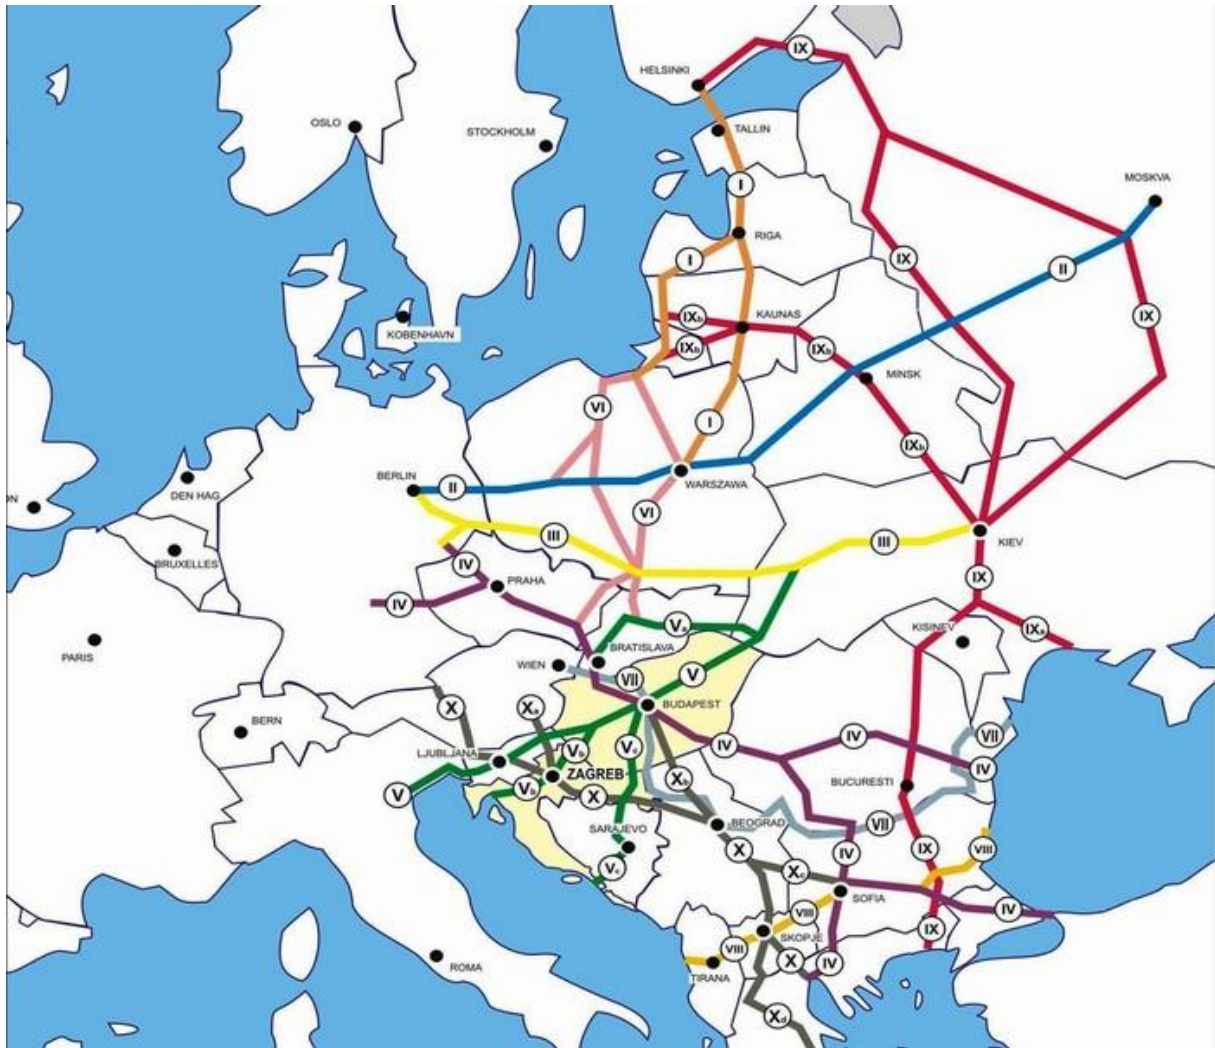 IX
HELSINKI
OSLO
STOCKHOLM
TALLIN
MOSKVA
I
RIGA
I
IX
II
KOBENHAVN
IXb
KAUNAS
IX
IXb
IXb
MINSK
VI
I
IXb
BERLIN
II
WARSZAWA
DEN HAG
ON
VI
III
III
KIEV
BRUXELLES
IV
PRAHA
IX
IV
Va
KISINEV
IXa
PARIS
BRATISLAVA
WIEN
VII
V
X
Xa
BUDAPEST
BERN
IV
IV
VII
LJUBLJANA
Vb
Vc
IV
ZAGREB
Xb
BUCURESTI
V
Vb
X
SARAJEVO
BEOGRAD
VII
X
IV
IX
VIII
Vc
Xc
SOFIA
VIII
IV
IX
SKOPJE
VIII
ROMA
TIRANA
X
IV
Xd